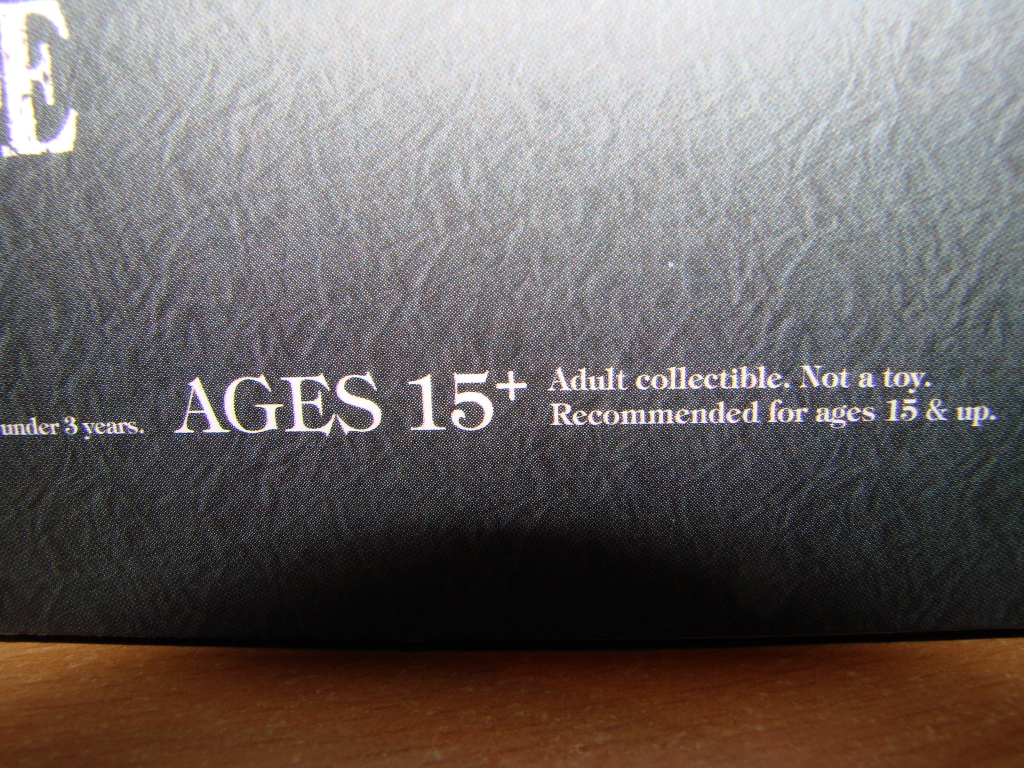 E
under 3 years.
AGES 15+
Adult collectible. Not a toy.
Recommended for ages 15 & up.